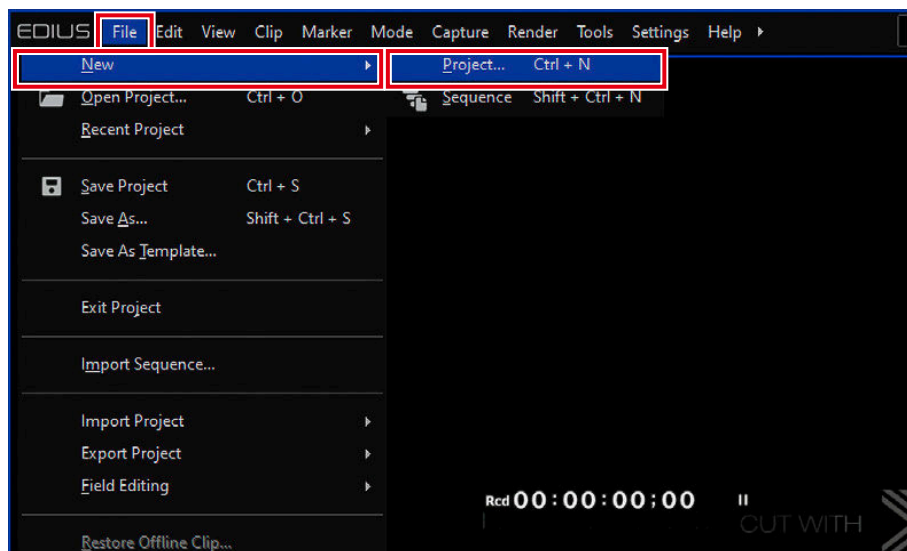 EDIUS File Edit View Clip Marker Mode Capture Render Tools Settings Help
New Project... Ctrl + N
Open Project... Ctrl + O Sequence Shift + Ctrl + N
Recent Project
Save Project Ctrl + S
Save As... Shift + Ctrl + S
Save As Template...
Exit Project
Import Sequence...
Import Project
Export Project
Field Editing
Rcd 00:00:00;00
CUT WITH
Restore Offline Clip...